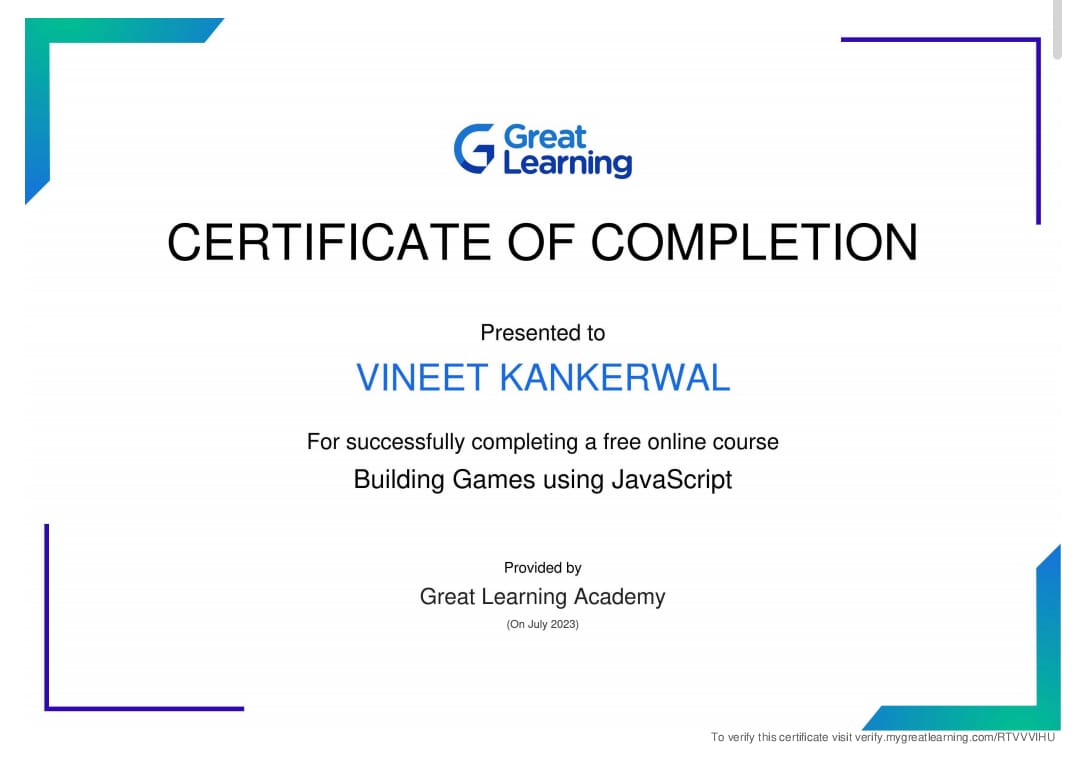 Great
Learning
CERTIFICATE OF COMPLETION
Presented to
VINEET KANKERWAL
For successfully completing a free online course
Building Games using JavaScript
Provided by
Great Learning Academy
(On July 2023)
To verify this certificate visit verify.mygreatlearning.com/RTVVVIHU